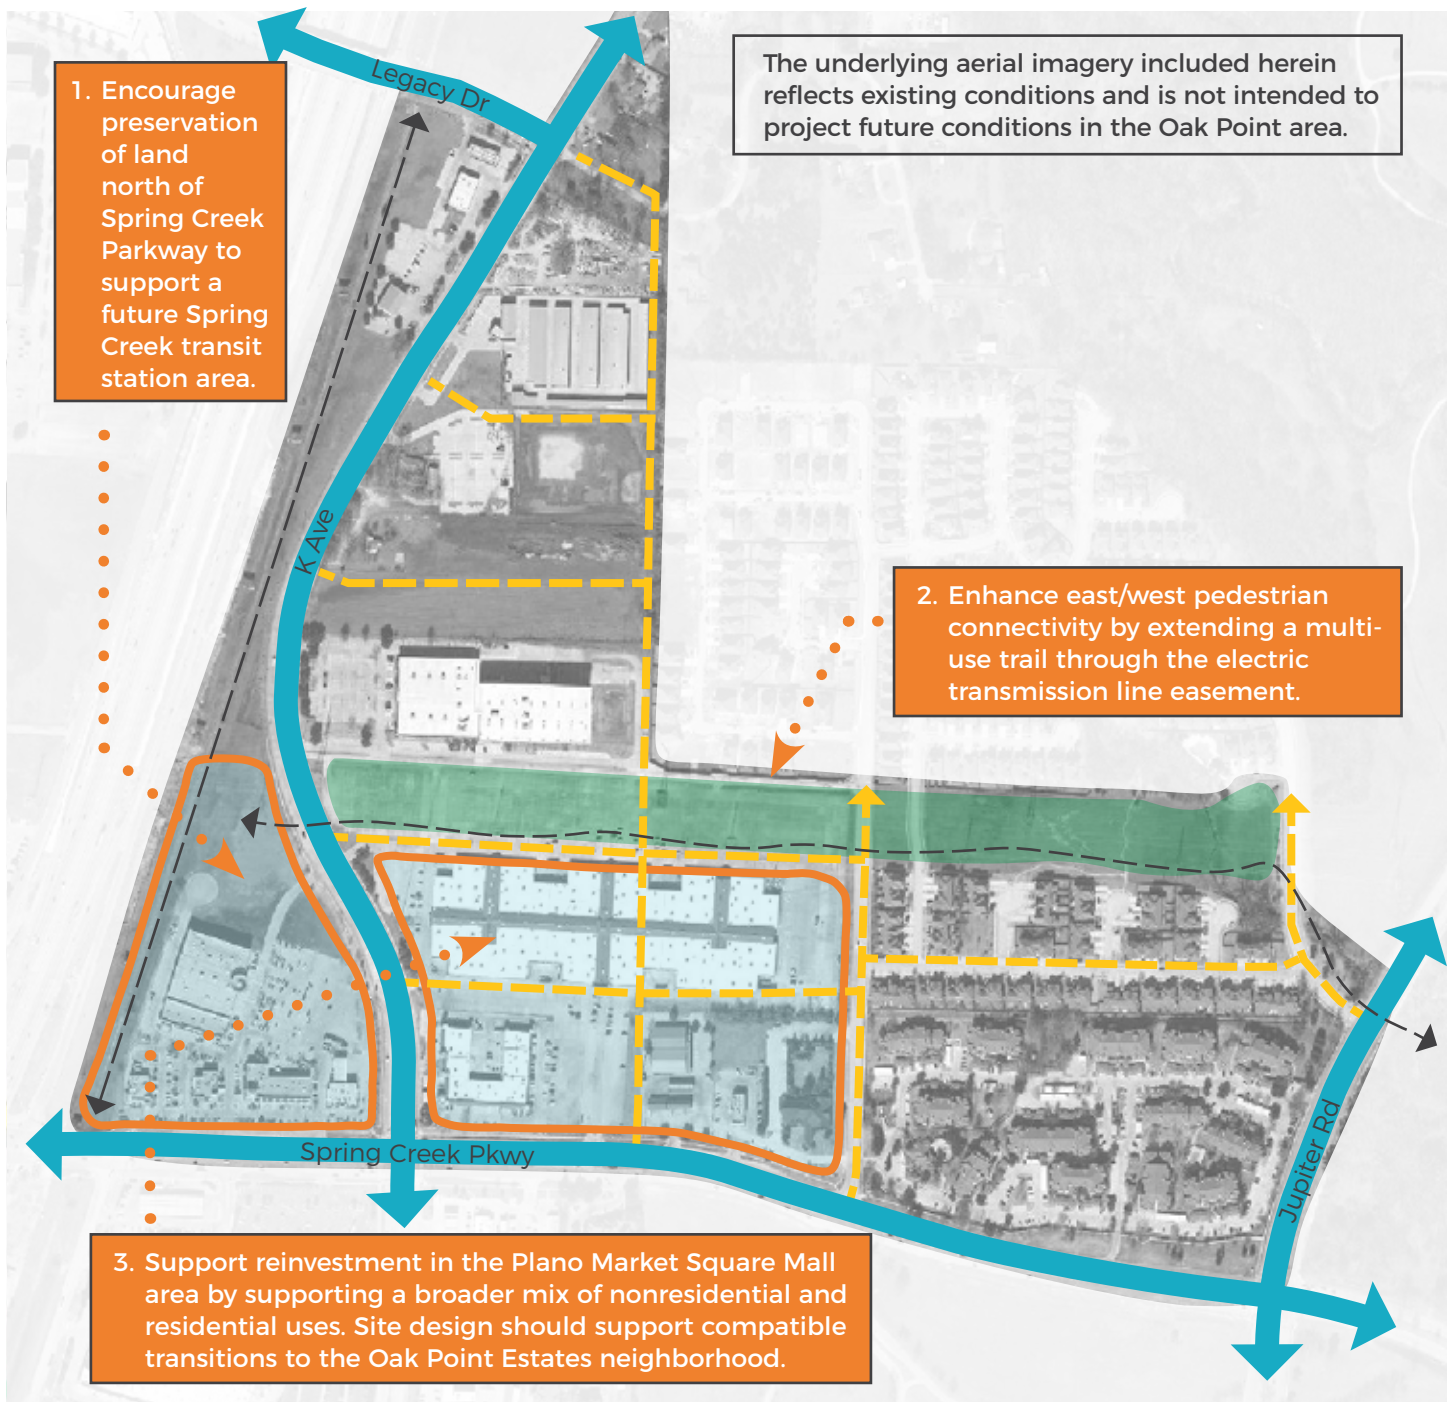 Legacy Dr
The underlying aerial imagery included herein
reflects existing conditions and is not intended to
project future conditions in the Oak Point area.
1. Encourage
preservation
of land
north of
Spring Creek
Parkway to
support a
future Spring
Creek transit
station area.
K Ave
2. Enhance east/west pedestrian
connectivity by extending a multi-
use trail through the electric
transmission line easement.
Spring Creek Pkwy
Jupiter Rd
3. Support reinvestment in the Plano Market Square Mall
area by supporting a broader mix of nonresidential and
residential uses. Site design should support compatible
transitions to the Oak Point Estates neighborhood.